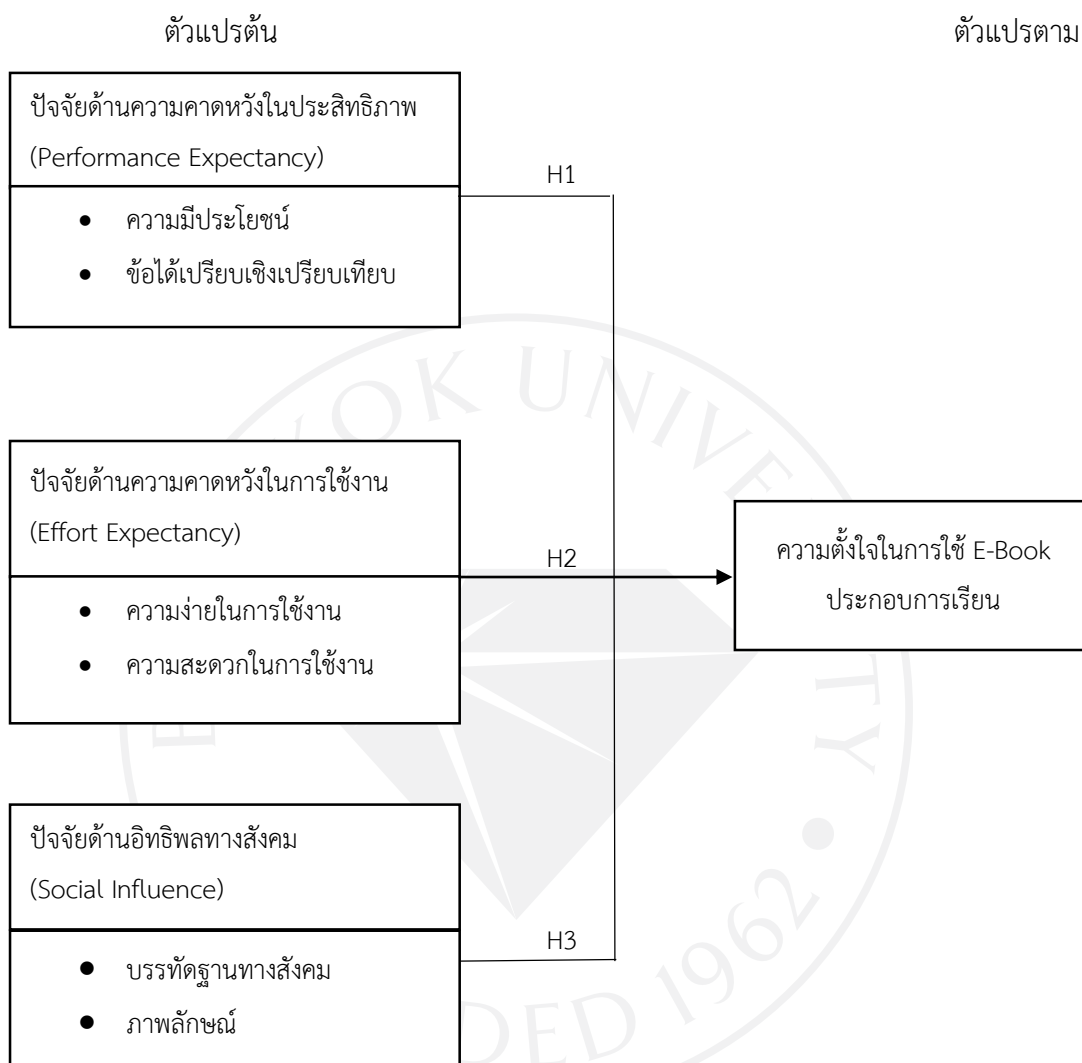 ตัวแปรต้น
ตัวแปรตาม
ปัจจัยด้านความคาดหวังในประสิทธิภาพ
(Performance Expectancy)
• ความมีประโยชน์
• ข้อได้เปรียบเชิงเปรียบเทียบ
H1
ปัจจัยด้านความคาดหวังในการใช้งาน
(Effort Expectancy)
• ความง่ายในการใช้งาน
• ความสะดวกในการใช้งาน
H2
ความตั้งใจในการใช้ E-Book
ประกอบการเรียน
ปัจจัยด้านอิทธิพลทางสังคม
(Social Influence)
• บรรทัดฐานทางสังคม
• ภาพลักษณ์
H3
OK UNIVE
TY
DED 1962